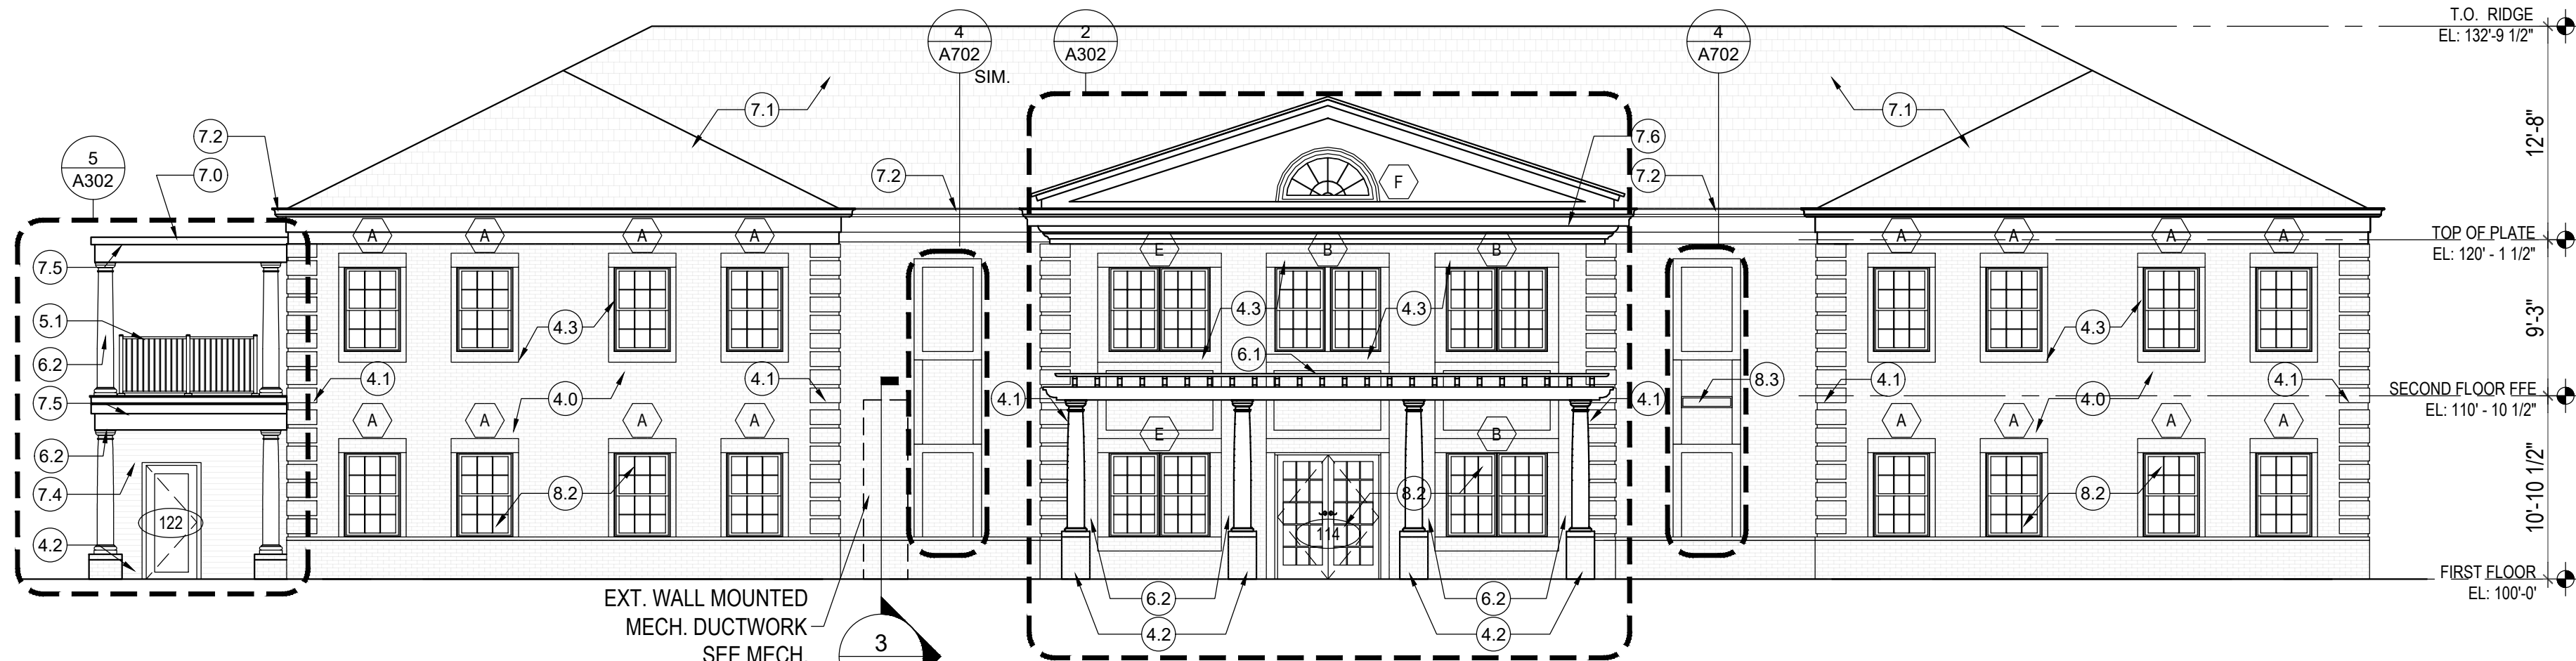 T.O. RIDGE
EL: 132'-9 1/2"
4
A702
SIM.
2
A302
4
A702
7.1
7.1
12'-8"
7.2
7.6
5
A302
7.0
7.2
F
7.2
A
A
A
A
E
B
B
A
A
A
A
TOP OF PLATE
EL: 120' - 1 1/2"
7.5
4.3
4.3
5.1
4.3
4.3
9'-3"
6.2
6.1
4.1
4.1
8.3
4.1
4.1
7.5
4.0
4.1
4.1
4.0
SECOND FLOOR FFE
EL: 110' - 10 1/2"
A
A
A
A
E
B
A
A
A
A
6.2
7.4
8.2
8.2
8.2
10'-10 1/2"
122
114
4.2
FIRST FLOOR
EL: 100'-0'
EXT. WALL MOUNTED
MECH. DUCTWORK
SEE MECH.
6.2
6.2
4.2
4.2
3